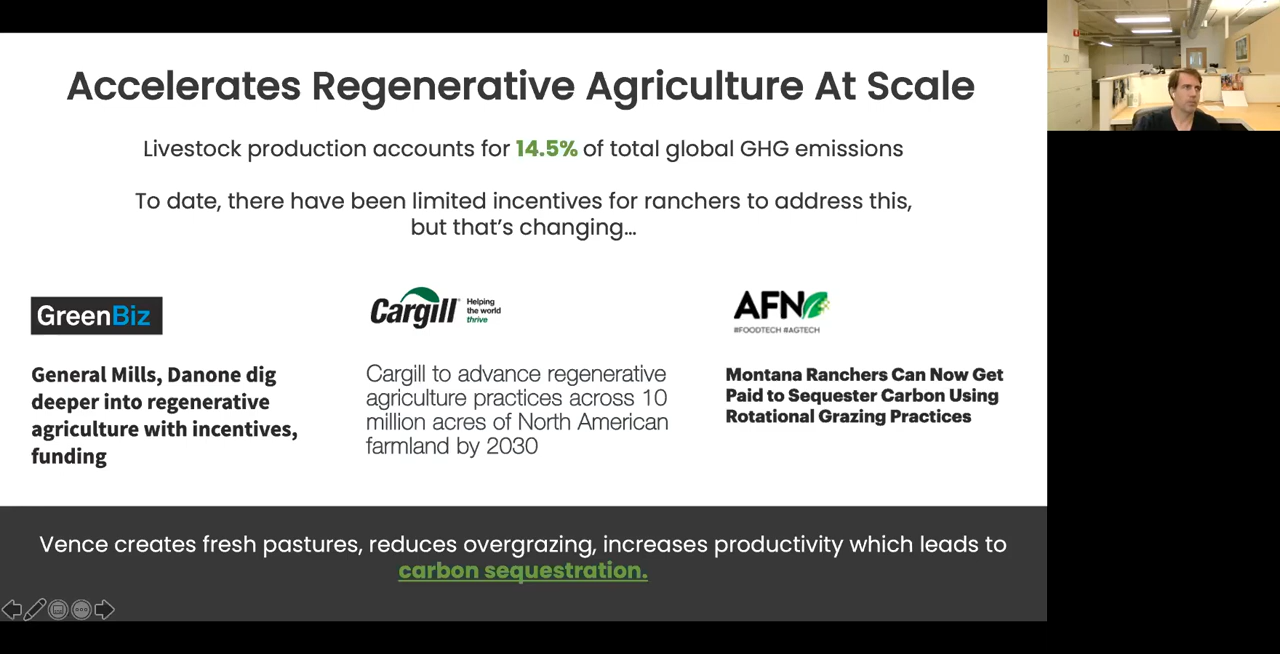 Accelerates Regenerative Agriculture At Scale
Livestock production accounts for 14.5% of total global GHG emissions
To date, there have been limited incentives for ranchers to address this,
but that's changing...
GreenBiz
General Mills, Danone dig
deeper into regenerative
agriculture with incentives,
funding
Cargill
Helping
the world
thrive
Cargill to advance regenerative
agriculture practices across 10
million acres of North American
farmland by 2030
AFN
#FOODTECH #AGTECH
Montana Ranchers Can Now Get
Paid to Sequester Carbon Using
Rotational Grazing Practices
Vence creates fresh pastures, reduces overgrazing, increases productivity which leads to
carbon sequestration.